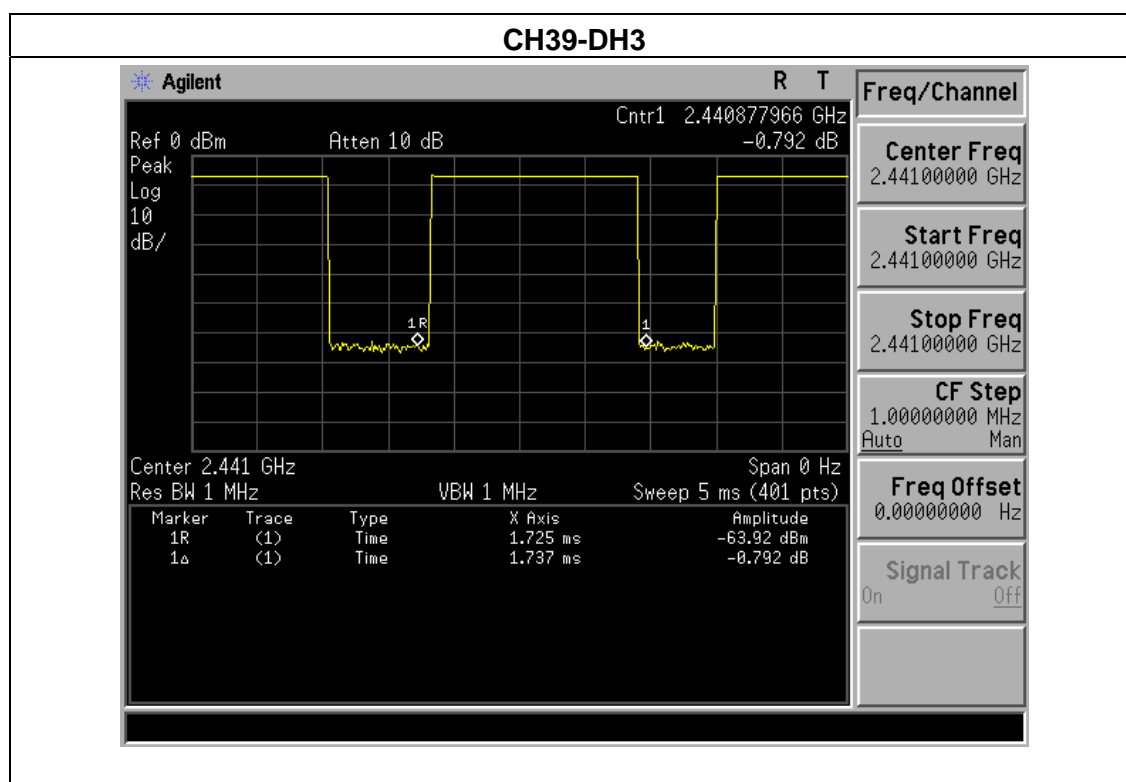 CH39-DH3
Agilent R T
Cntr1 2.440877966 GHz
Ref 0 dBm Atten 10 dB -0.792 dB
Peak
Log
10
dB/
1R
1
Center 2.441 GHz Span 0 Hz
Res BW 1 MHz VBW 1 MHz Sweep 5 ms (401 pts)
Marker Trace Type X Axis Amplitude
1R (1) Time 1.725 ms -63.92 dBm
1Δ (1) Time 1.737 ms -0.792 dB
Freq/Channel
Center Freq
2.44100000 GHz
Start Freq
2.44100000 GHz
Stop Freq
2.44100000 GHz
CF Step
1.00000000 MHz
Auto Man
Freq Offset
0.00000000 Hz
Signal Track
On Off